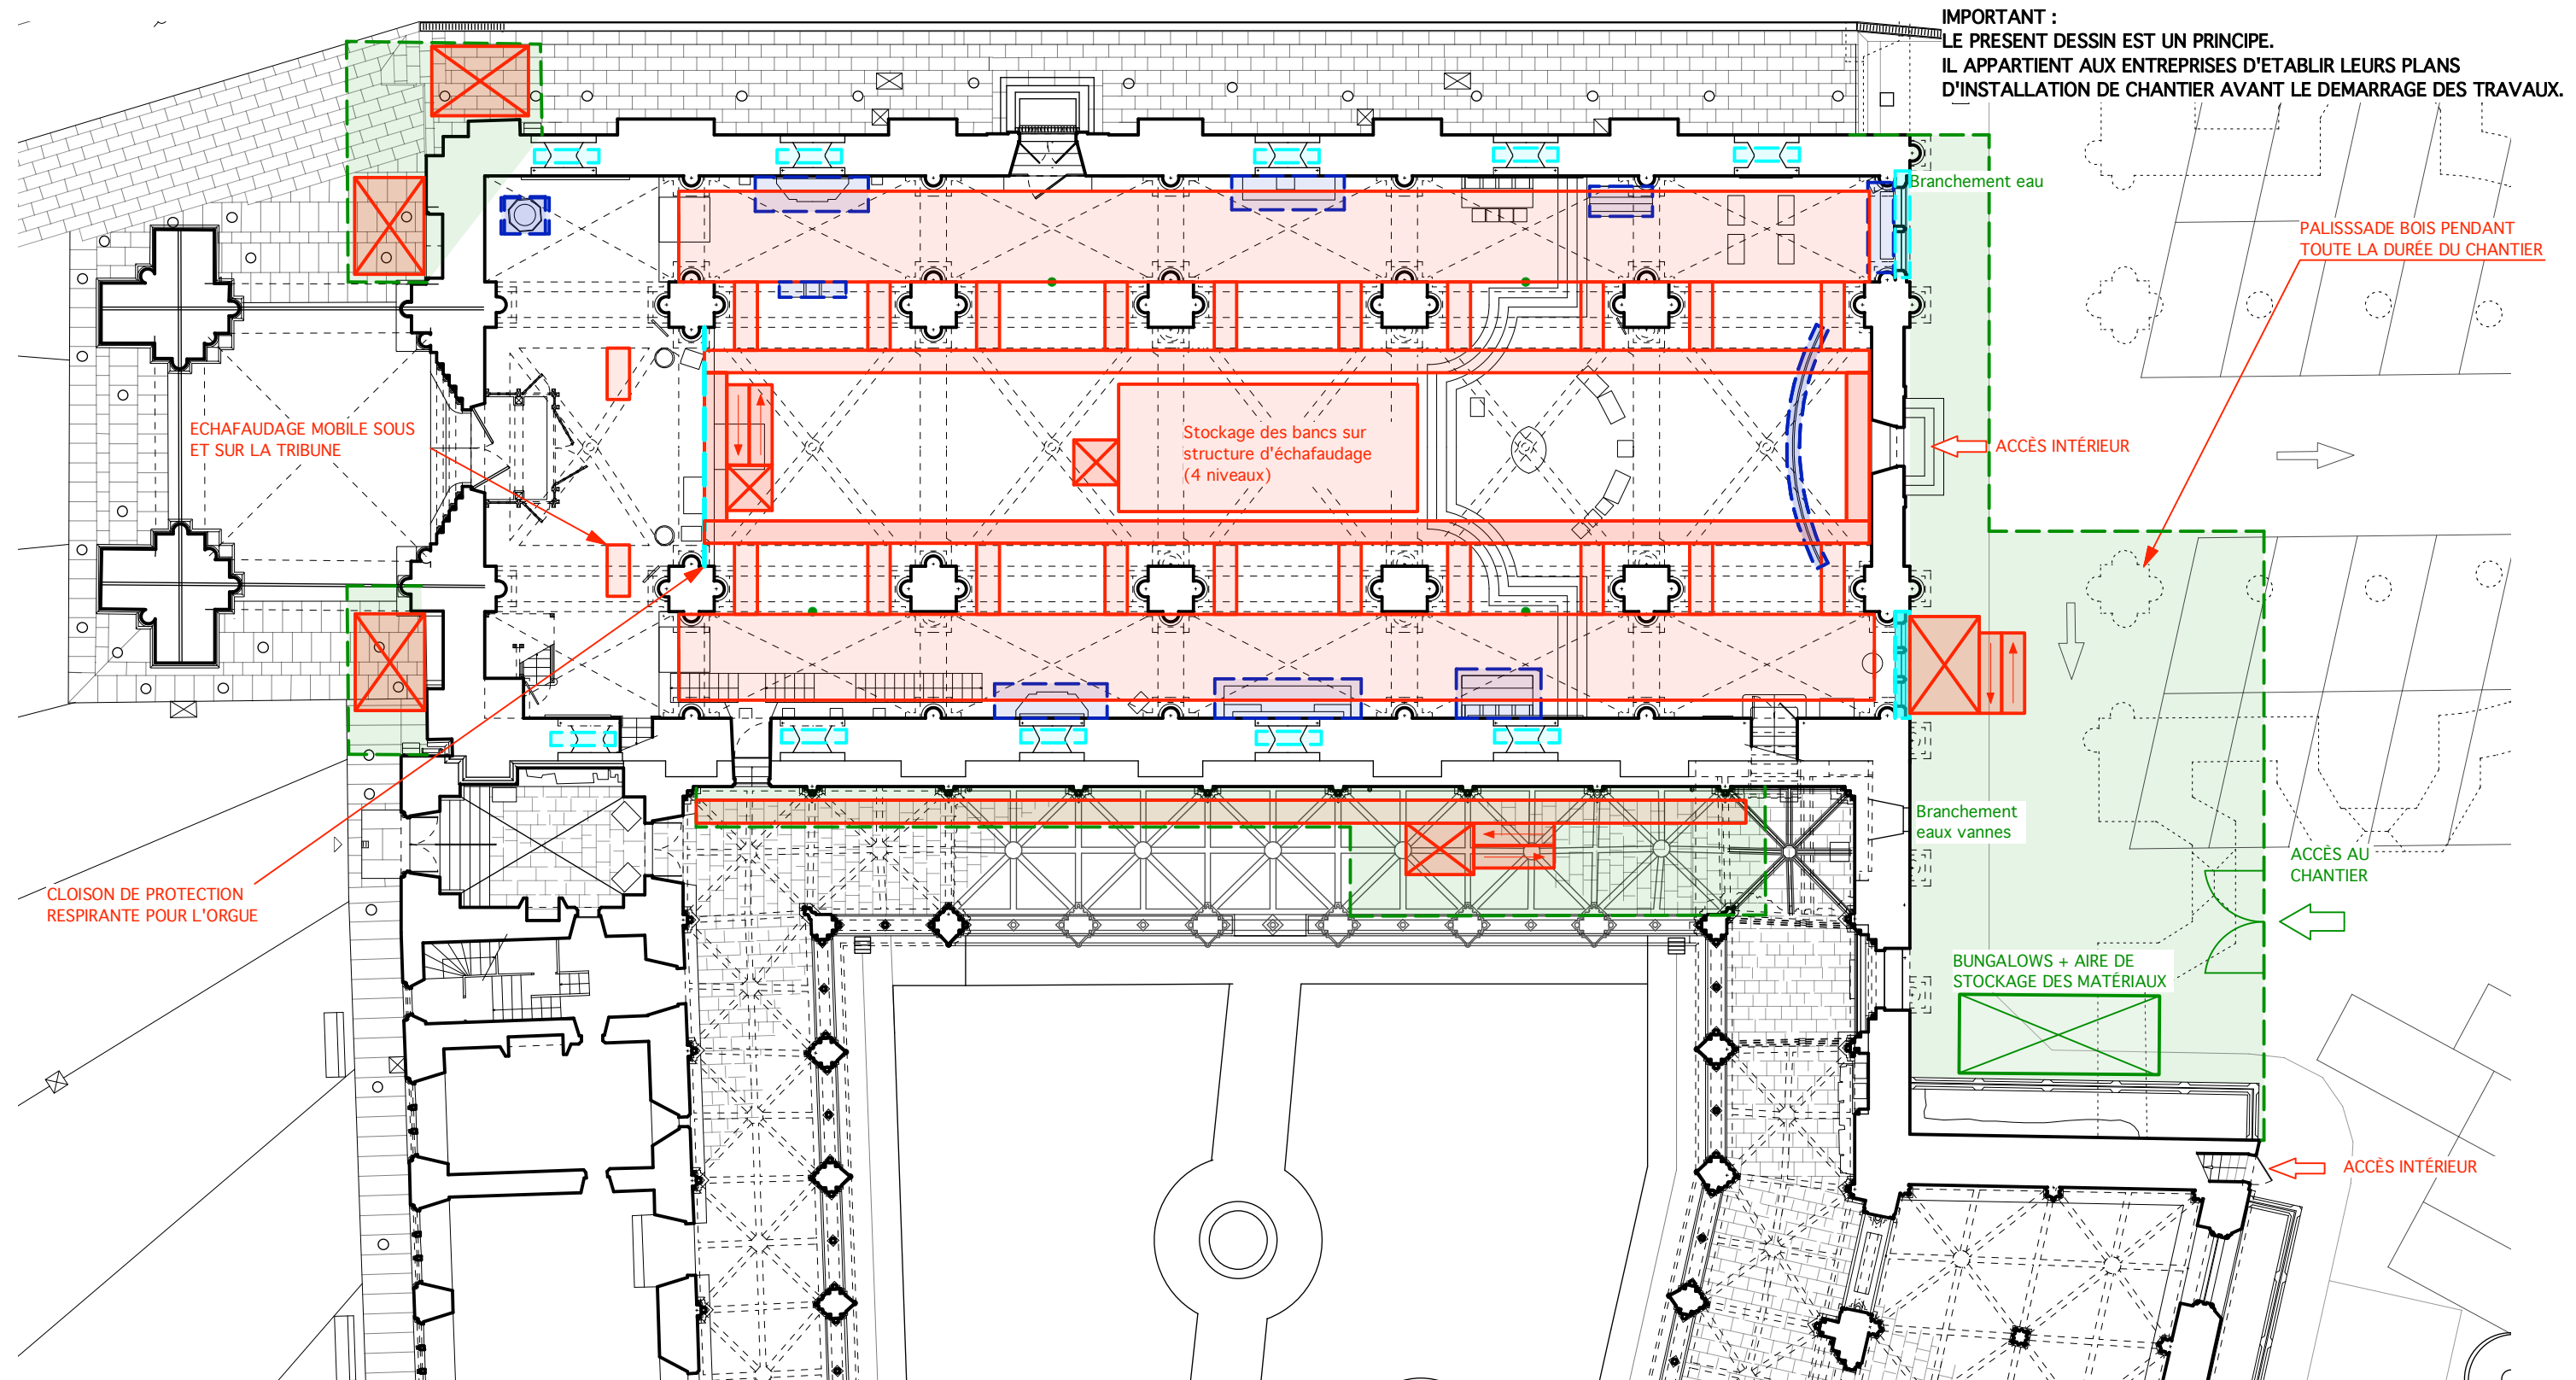 IMPORTANT :
LE PRESENT DESSIN EST UN PRINCIPE.
IL APPARTIENT AUX ENTREPRISES D'ETABLIR LEURS PLANS
D'INSTALLATION DE CHANTIER AVANT LE DEMARRAGE DES TRAVAUX.
Branchement eau
PALISSSADE BOIS PENDANT
TOUTE LA DURÉE DU CHANTIER
ECHAFAUDAGE MOBILE SOUS
ET SUR LA TRIBUNE
Stockage des bancs sur
structure d'échafaudage
(4 niveaux)
ACCÈS INTÉRIEUR
Branchement
eaux vannes
ACCÈS AU
CHANTIER
CLOISON DE PROTECTION
RESPIRANTE POUR L'ORGUE
BUNGALOWS + AIRE DE
STOCKAGE DES MATÉRIAUX
ACCÈS INTÉRIEUR